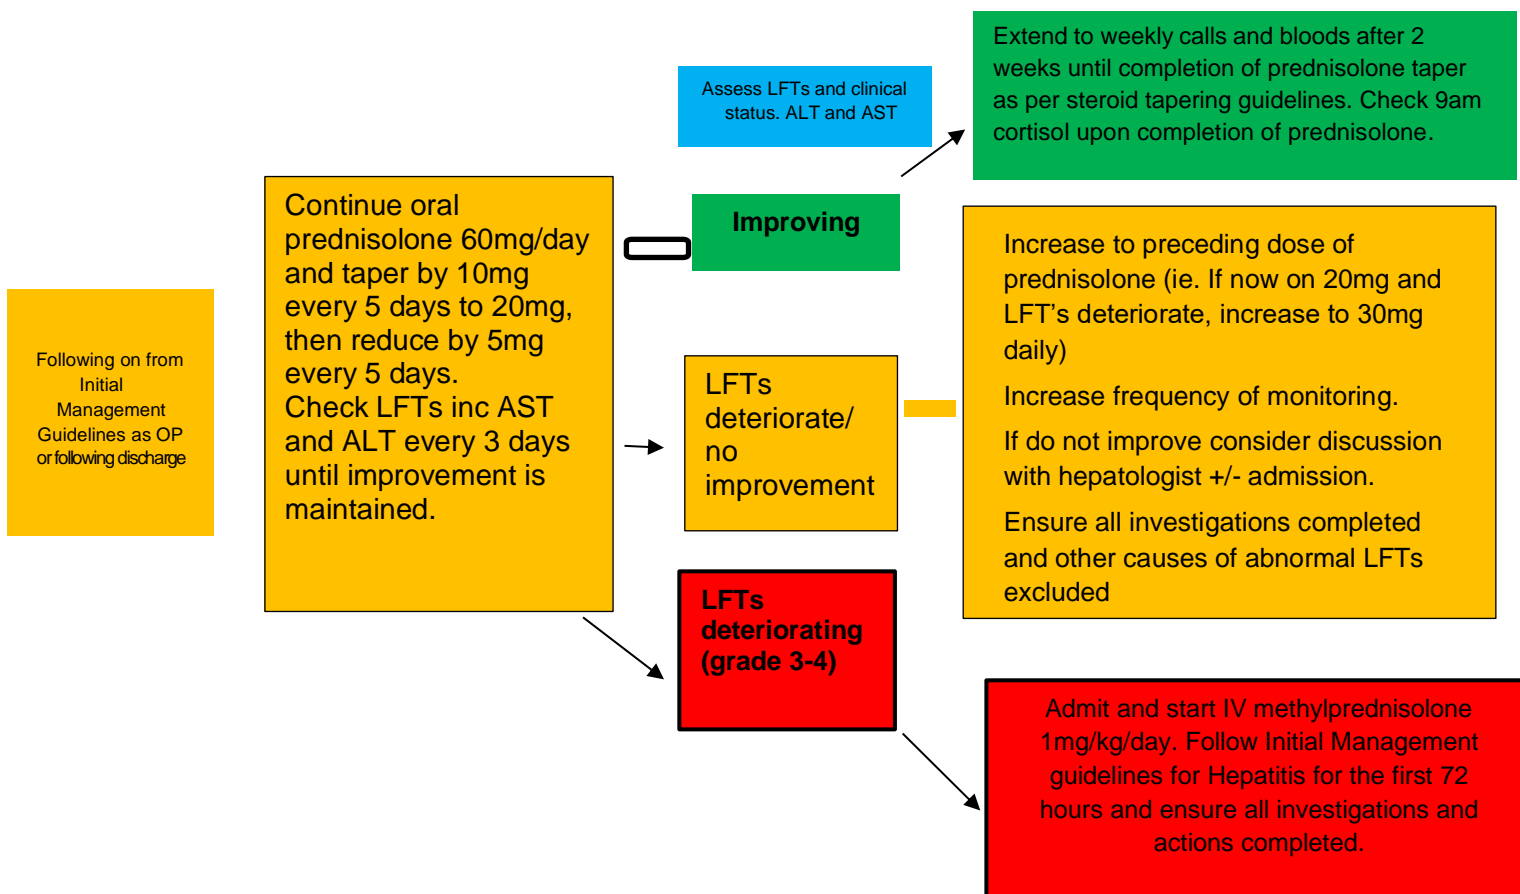 Following on from
Initial
Management
Guidelines as OP
or following discharge
Continue oral
prednisolone 60mg/day
and taper by 10mg
every 5 days to 20mg,
then reduce by 5mg
every 5 days.
Check LFTs inc AST
and ALT every 3 days
until improvement is
maintained.
Assess LFTs and clinical
status. ALT and AST
Improving
Extend to weekly calls and bloods after 2
weeks until completion of prednisolone taper
as per steroid tapering guidelines. Check 9am
cortisol upon completion of prednisolone.
LFTs
deteriorate/
no
improvement
Increase to preceding dose of
prednisolone (ie. If now on 20mg and
LFT’s deteriorate, increase to 30mg
daily)
Increase frequency of monitoring.
If do not improve consider discussion
with hepatologist +/- admission.
Ensure all investigations completed
and other causes of abnormal LFTs
excluded
LFTs
deteriorating
(grade 3-4)
Admit and start IV methylprednisolone
1mg/kg/day. Follow Initial Management
guidelines for Hepatitis for the first 72
hours and ensure all investigations and
actions completed.